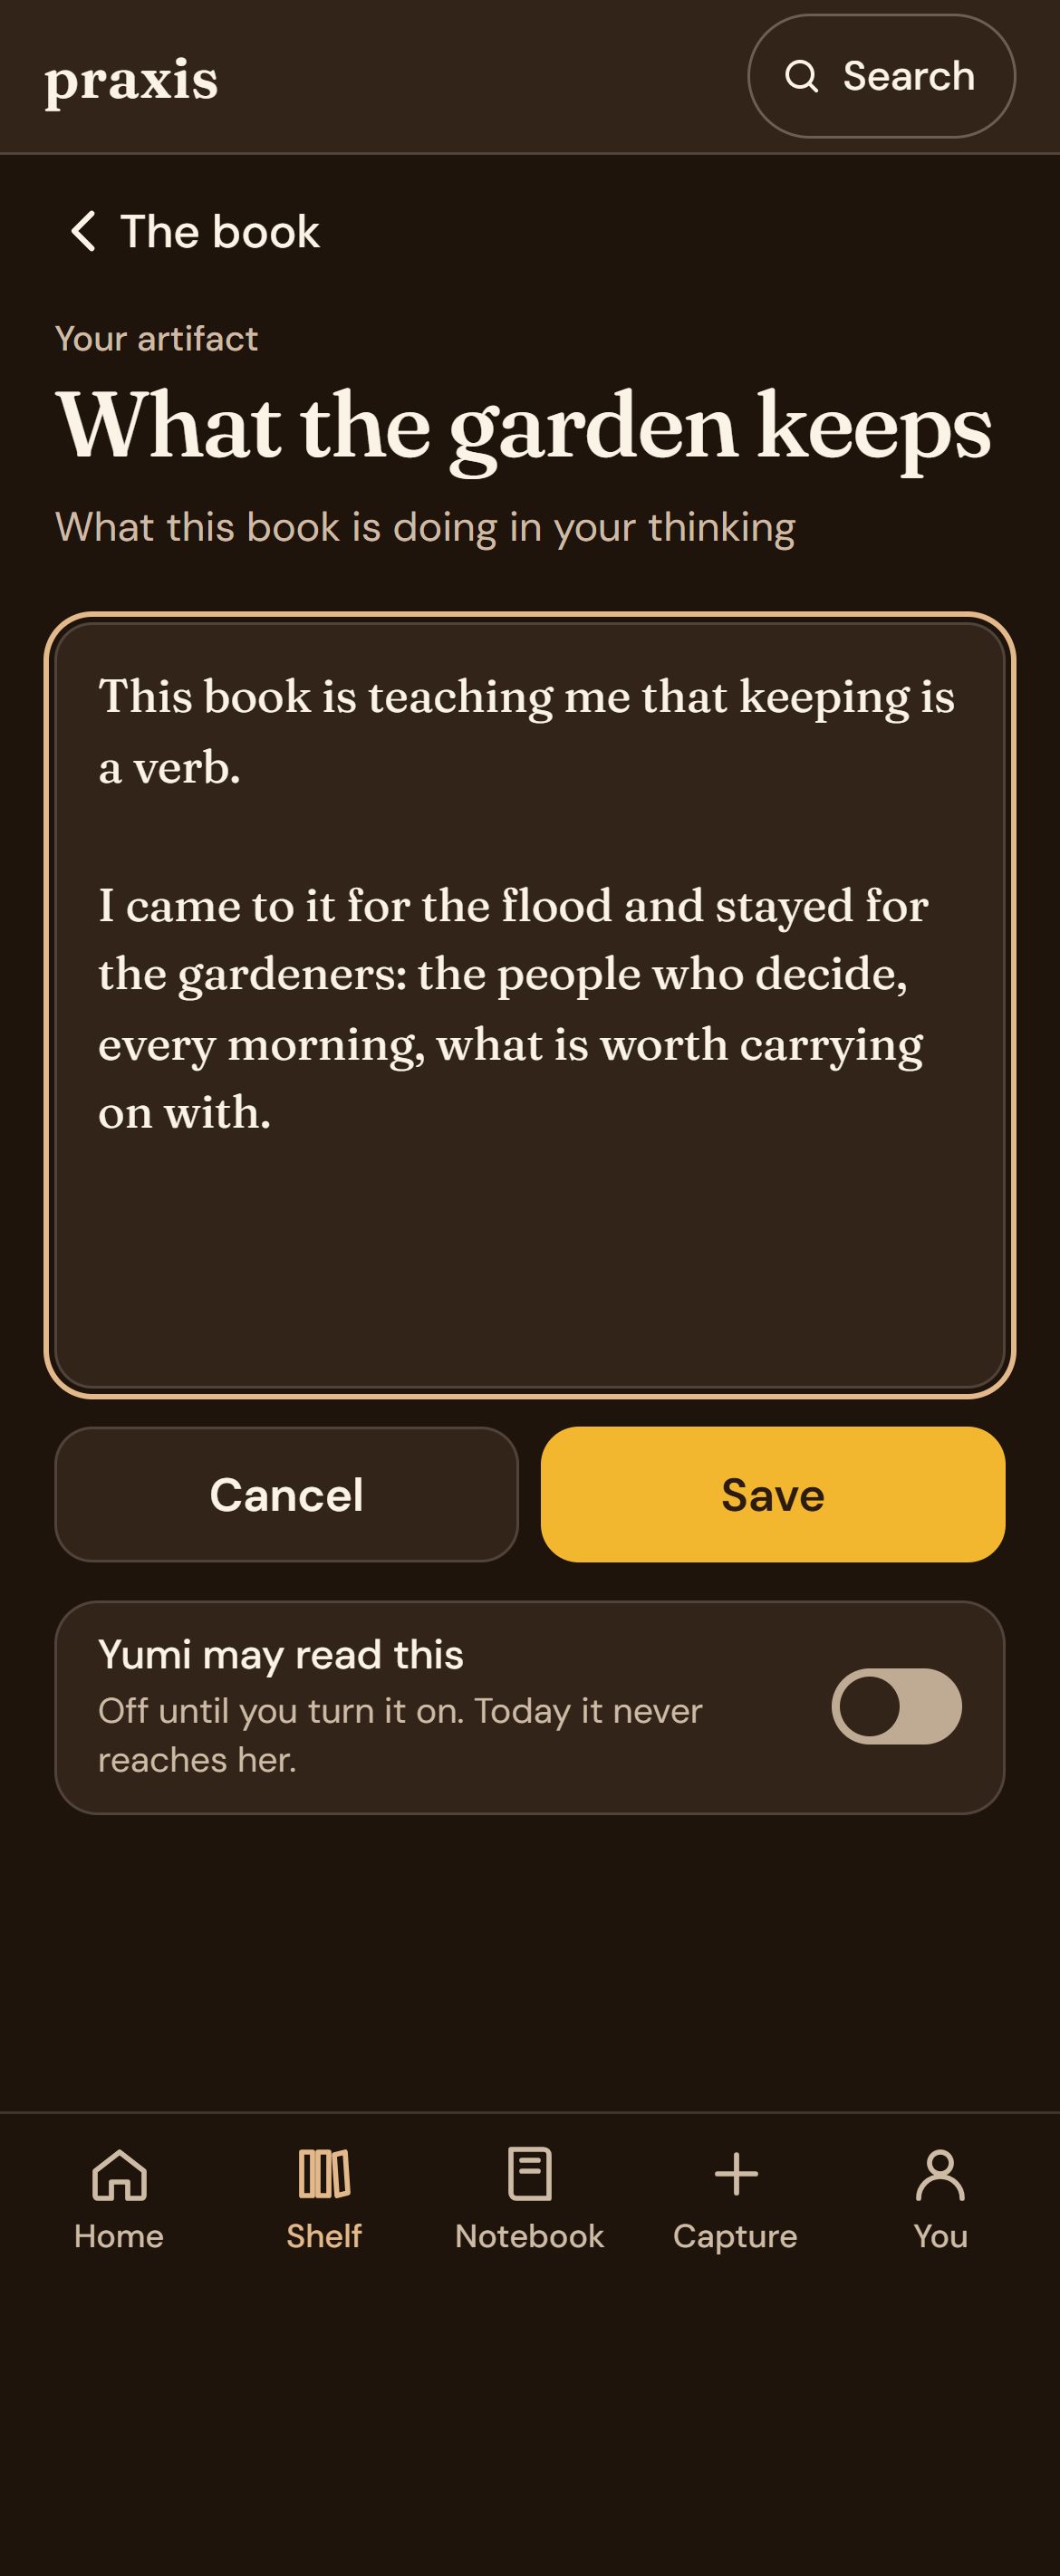 praxis
Search
The book
Your artifact
What the garden keeps
What this book is doing in your thinking
This book is teaching me that keeping is
a verb.
I came to it for the flood and stayed for
the gardeners: the people who decide,
every morning, what is worth carrying
on with.
Cancel
Save
Yumi may read this
Off until you turn it on. Today it never
reaches her.
Home
Shelf
Notebook
Capture
You